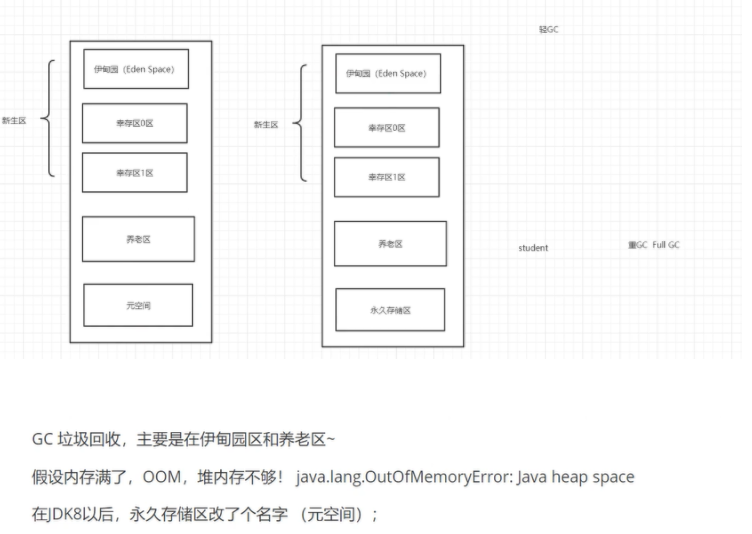 轻GC
伊甸园（Eden Space）
伊甸园（Eden Space）
新生区
幸存区0区
新生区
幸存区0区
幸存区1区
幸存区1区
养老区
养老区
student
重GC Full GC
元空间
永久存储区
GC 垃圾回收，主要是在伊甸园区和养老区~
假设内存满了，OOM，堆内存不够！ java.lang.OutOfMemoryError: Java heap space
在JDK8以后，永久存储区改了个名字 （元空间）;